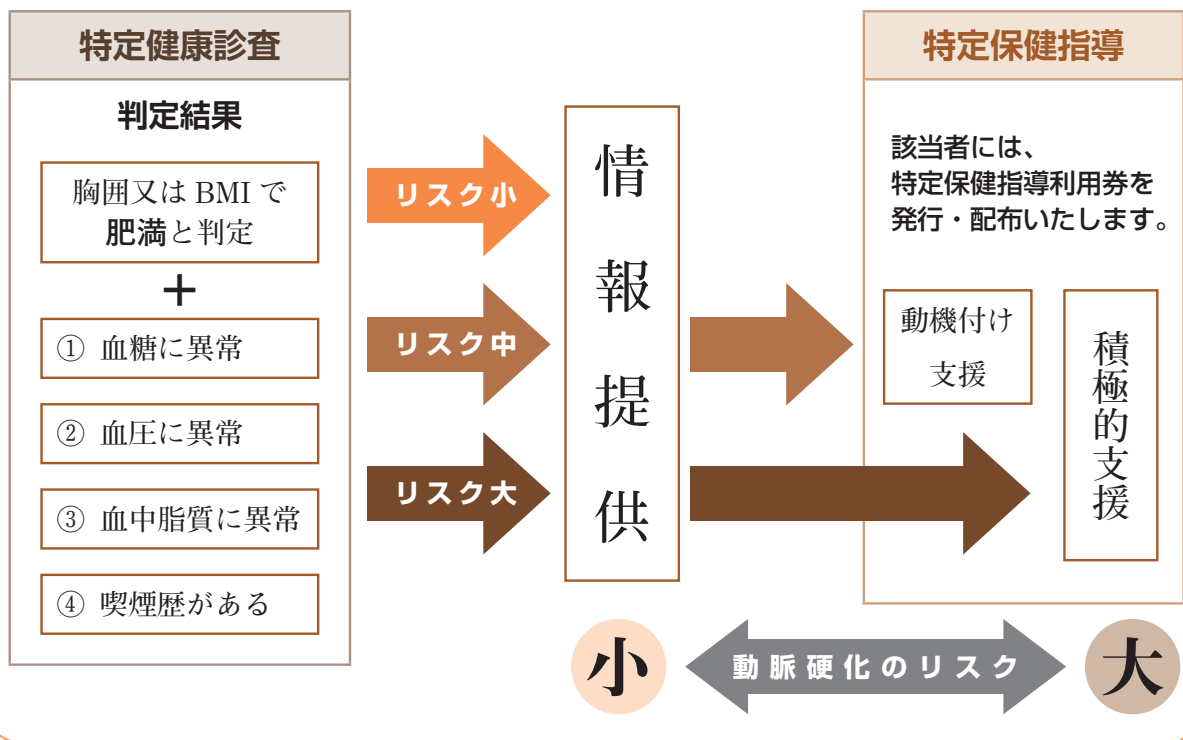 特定健康診査
判定結果
胸囲又は BMI で
肥満と判定
＋
① 血糖に異常
② 血圧に異常
③ 血中脂質に異常
④ 喫煙歴がある
リスク小
リスク中
リスク大
情報提供
特定保健指導
該当者には、
特定保健指導利用券を
発行・配布いたします。
動機付け
支援
積極的支援
小
動脈硬化のリスク
大